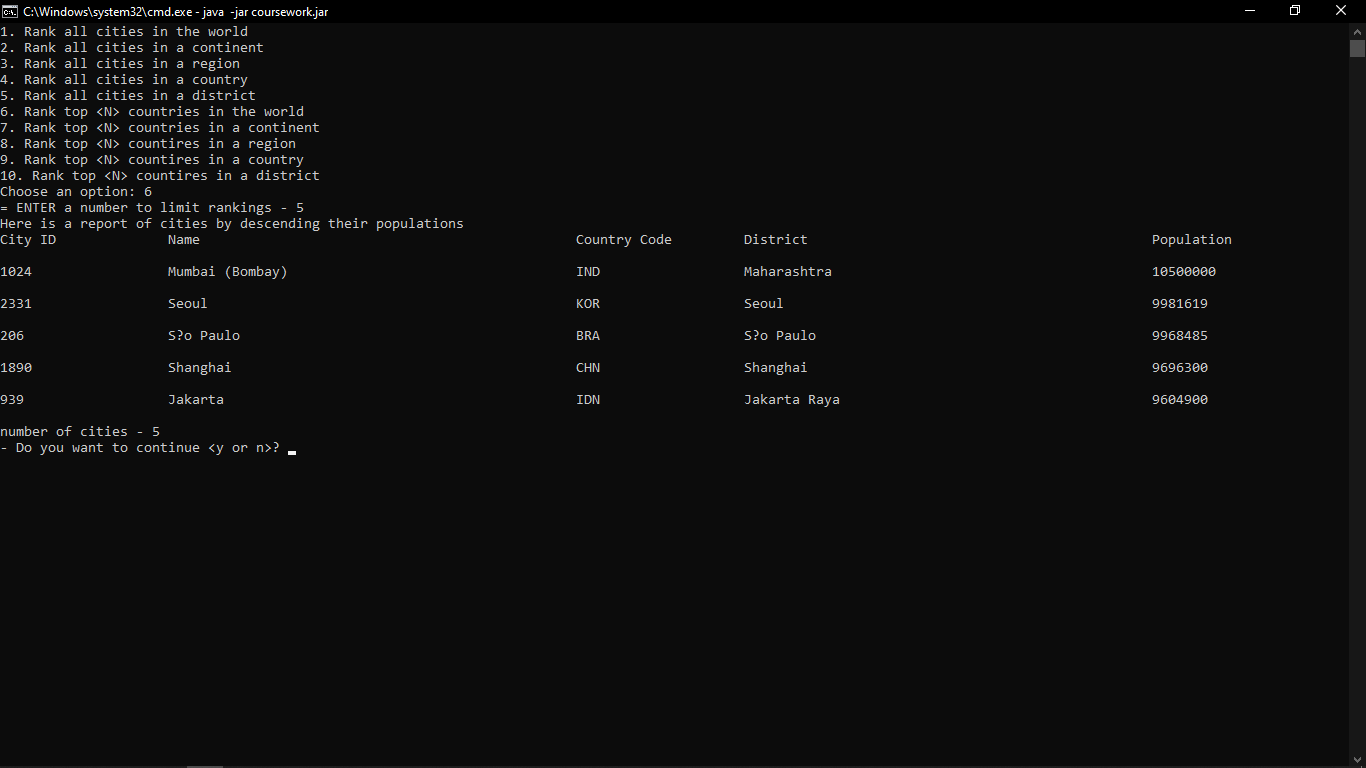 C:\Windows\system32\cmd.exe - java  -jar coursework.jar
1. Rank all cities in the world
2. Rank all cities in a continent
3. Rank all cities in a region
4. Rank all cities in a country
5. Rank all cities in a district
6. Rank top <N> countries in the world
7. Rank top <N> countries in a continent
8. Rank top <N> countires in a region
9. Rank top <N> countires in a country
10. Rank top <N> countires in a district
Choose an option: 6
= ENTER a number to limit rankings - 5
Here is a report of cities by descending their populations
City ID Name Country Code District Population
1024 Mumbai (Bombay) IND Maharashtra 10500000
2331 Seoul KOR Seoul 9981619
206 S?o Paulo BRA S?o Paulo 9968485
1890 Shanghai CHN Shanghai 9696300
939 Jakarta IDN Jakarta Raya 9604900
number of cities - 5
- Do you want to continue <y or n>?